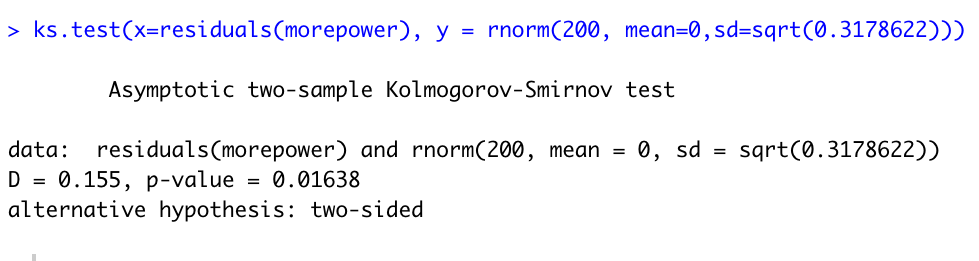 > ks.test(x=residuals(morepower), y = rnorm(200, mean=0,sd=sqrt(0.3178622)))
Asymptotic two-sample Kolmogorov-Smirnov test
data:  residuals(morepower) and rnorm(200, mean = 0, sd = sqrt(0.3178622))
D = 0.155, p-value = 0.01638
alternative hypothesis: two-sided